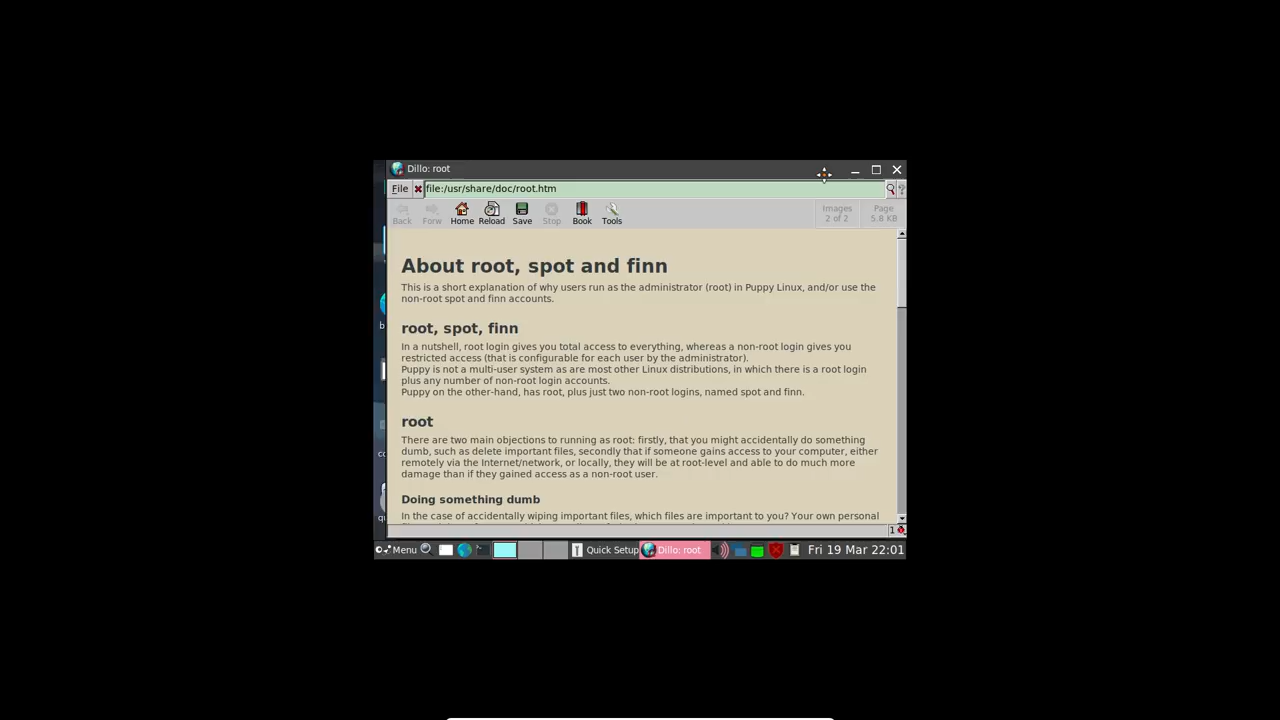 Dillo: root
File
file:/usr/share/doc/root.htm
Back Forw Home Reload Save Stop Book Tools
Images
2 of 2
Page
5.8 KB
About root, spot and finn
This is a short explanation of why users run as the administrator (root) in Puppy Linux, and/or use the
non-root spot and finn accounts.
root, spot, finn
In a nutshell, root login gives you total access to everything, whereas a non-root login gives you
restricted access (that is configurable for each user by the administrator).
Puppy is not a multi-user system as are most other Linux distributions, in which there is a root login
plus any number of non-root login accounts.
Puppy on the other-hand, has root, plus just two non-root logins, named spot and finn.
root
There are two main objections to running as root: firstly, that you might accidentally do something
dumb, such as delete important files, secondly that if someone gains access to your computer, either
remotely via the Internet/network, or locally, they will be at root-level and able to do much more
damage than if they gained access as a non-root user.
Doing something dumb
In the case of accidentally wiping important files, which files are important to you? Your own personal
1
Menu Quick Setup Dillo: root Fri 19 Mar 22:01